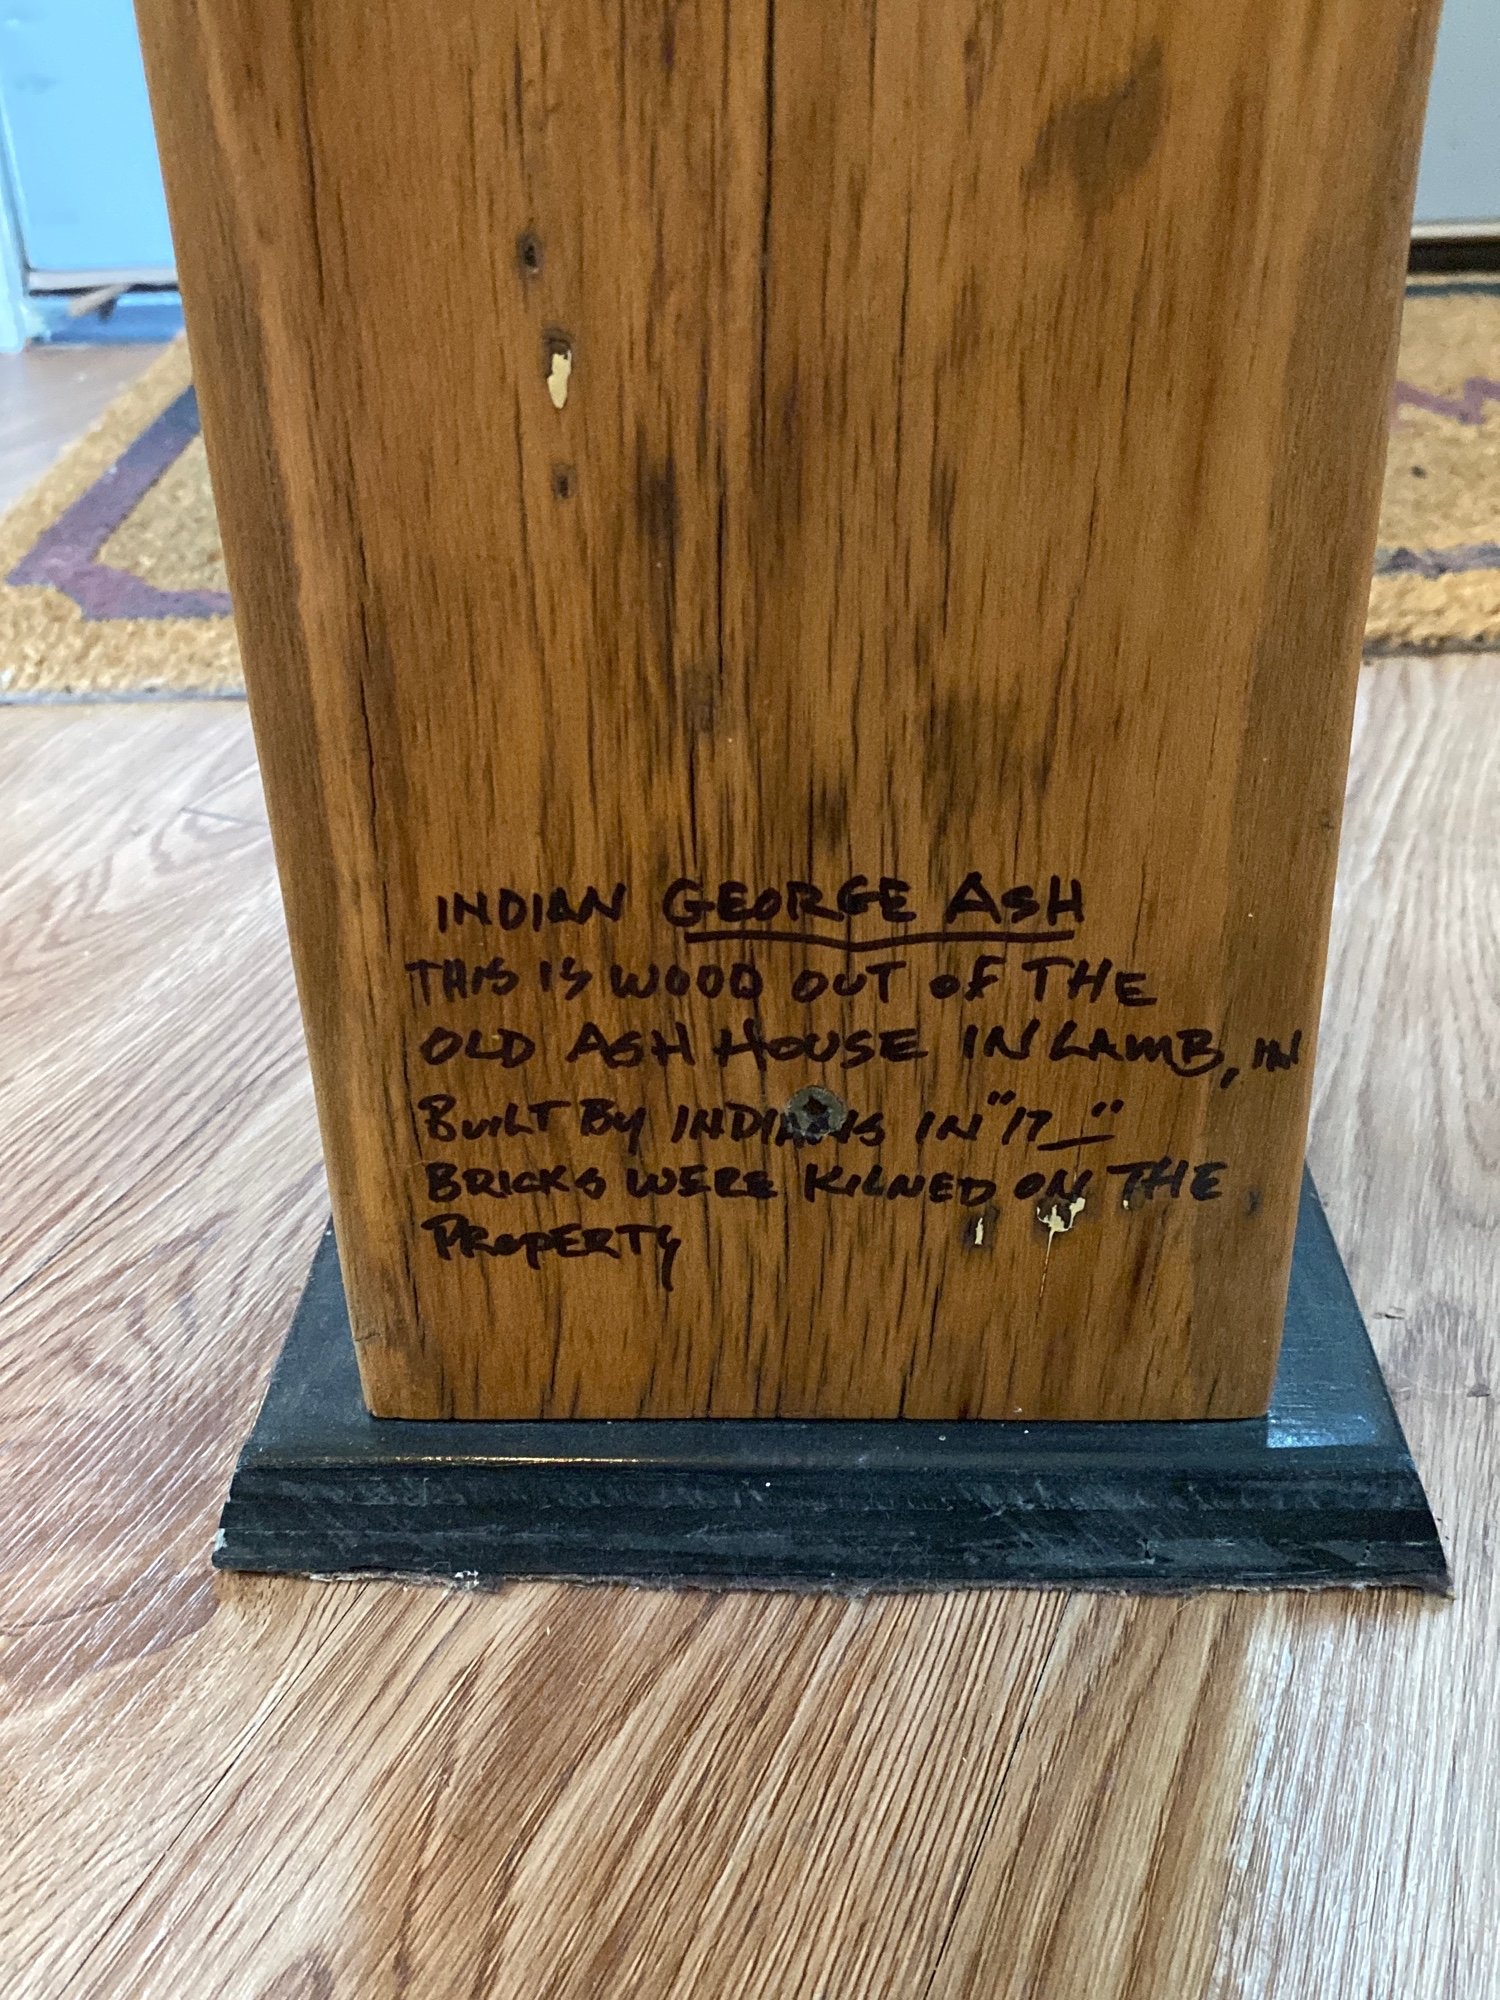 INDIAN GEORGE ASH
THIS IS WOOD OUT OF THE
OLD ASH HOUSE IN LAMB, IN
BUILT BY INDIANS IN "17__"
BRICKS WERE KILNED ON THE
PROPERTY